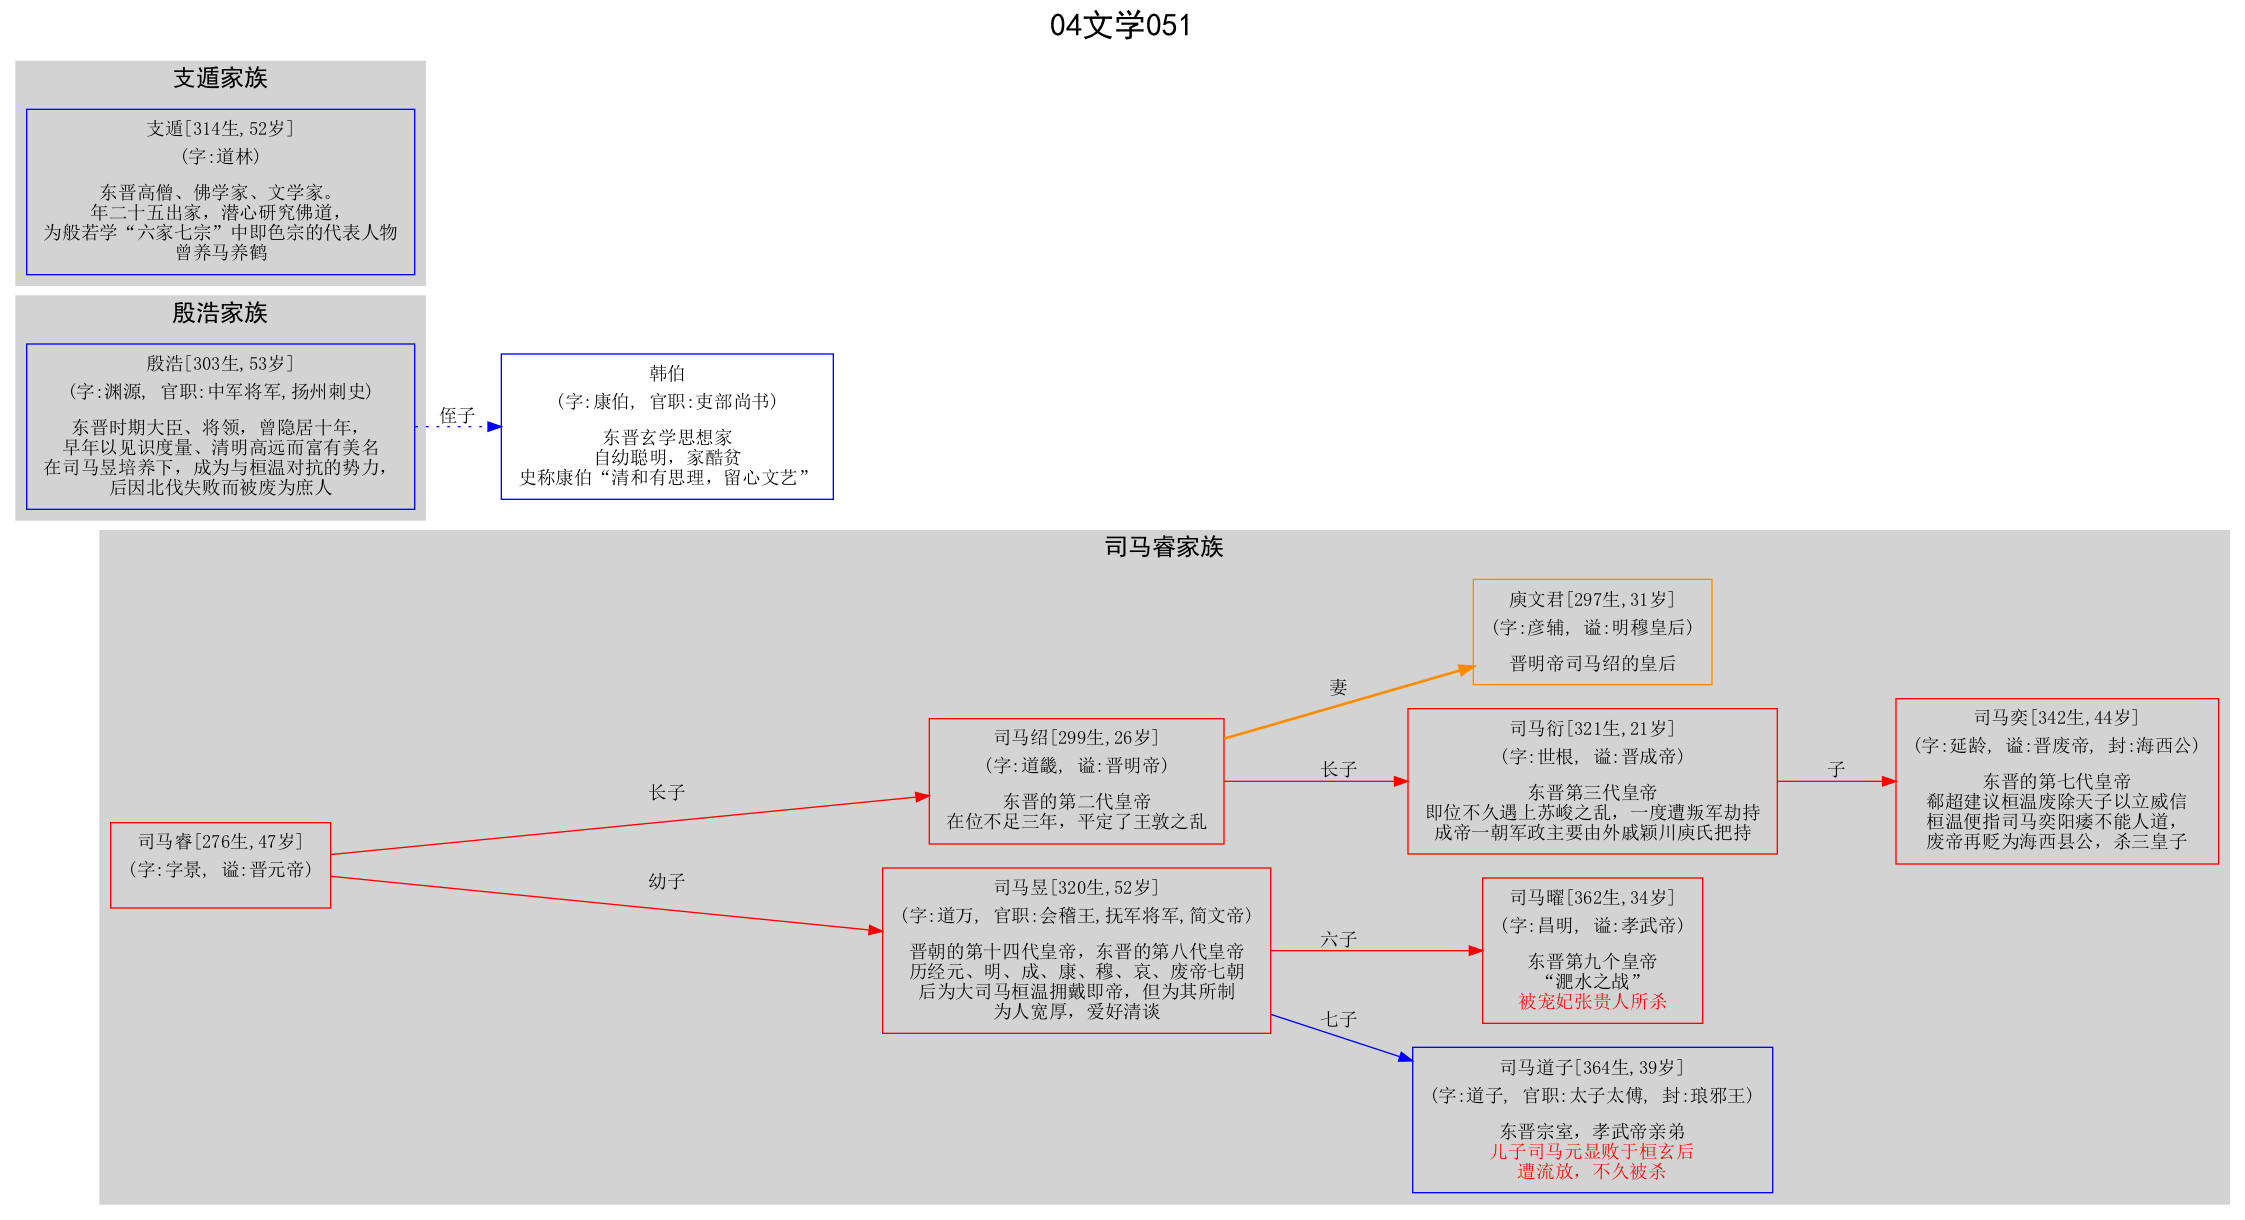 04文学051
支遁家族
支遁[314生,52岁]
(字:道林)
东晋高僧、佛学家、文学家。
年二十五出家，潜心研究佛道，
为般若学“六家七宗”中即色宗的代表人物
曾养马养鹤
殷浩家族
殷浩[303生,53岁]
(字:渊源, 官职:中军将军,扬州刺史)
东晋时期大臣、将领，曾隐居十年，
早年以见识度量、清明高远而富有美名
在司马昱培养下，成为与桓温对抗的势力，
后因北伐失败而被废为庶人
侄子
韩伯
(字:康伯, 官职:吏部尚书)
东晋玄学思想家
自幼聪明，家酷贫
史称康伯“清和有思理，留心文艺”
司马睿家族
司马睿[276生,47岁]
(字:字景, 谥:晋元帝)
长子
幼子
司马绍[299生,26岁]
(字:道畿, 谥:晋明帝)
东晋的第二代皇帝
在位不足三年，平定了王敦之乱
司马昱[320生,52岁]
(字:道万, 官职:会稽王,抚军将军,简文帝)
晋朝的第十四代皇帝，东晋的第八代皇帝
历经元、明、成、康、穆、哀、废帝七朝
后为大司马桓温拥戴即帝，但为其所制
为人宽厚，爱好清谈
妻
长子
六子
七子
庾文君[297生,31岁]
(字:彦辅, 谥:明穆皇后)
晋明帝司马绍的皇后
司马衍[321生,21岁]
(字:世根, 谥:晋成帝)
东晋第三代皇帝
即位不久遇上苏峻之乱，一度遭叛军劫持
成帝一朝军政主要由外戚颖川庾氏把持
子
司马奕[342生,44岁]
(字:延龄, 谥:晋废帝, 封:海西公)
东晋的第七代皇帝
郗超建议桓温废除天子以立威信
桓温便指司马奕阳痿不能人道，
废帝再贬为海西县公，杀三皇子
司马曜[362生,34岁]
(字:昌明, 谥:孝武帝)
东晋第九个皇帝
“淝水之战”
被宠妃张贵人所杀
司马道子[364生,39岁]
(字:道子, 官职:太子太傅, 封:琅邪王)
东晋宗室，孝武帝亲弟
儿子司马元显败于桓玄后
遭流放，不久被杀